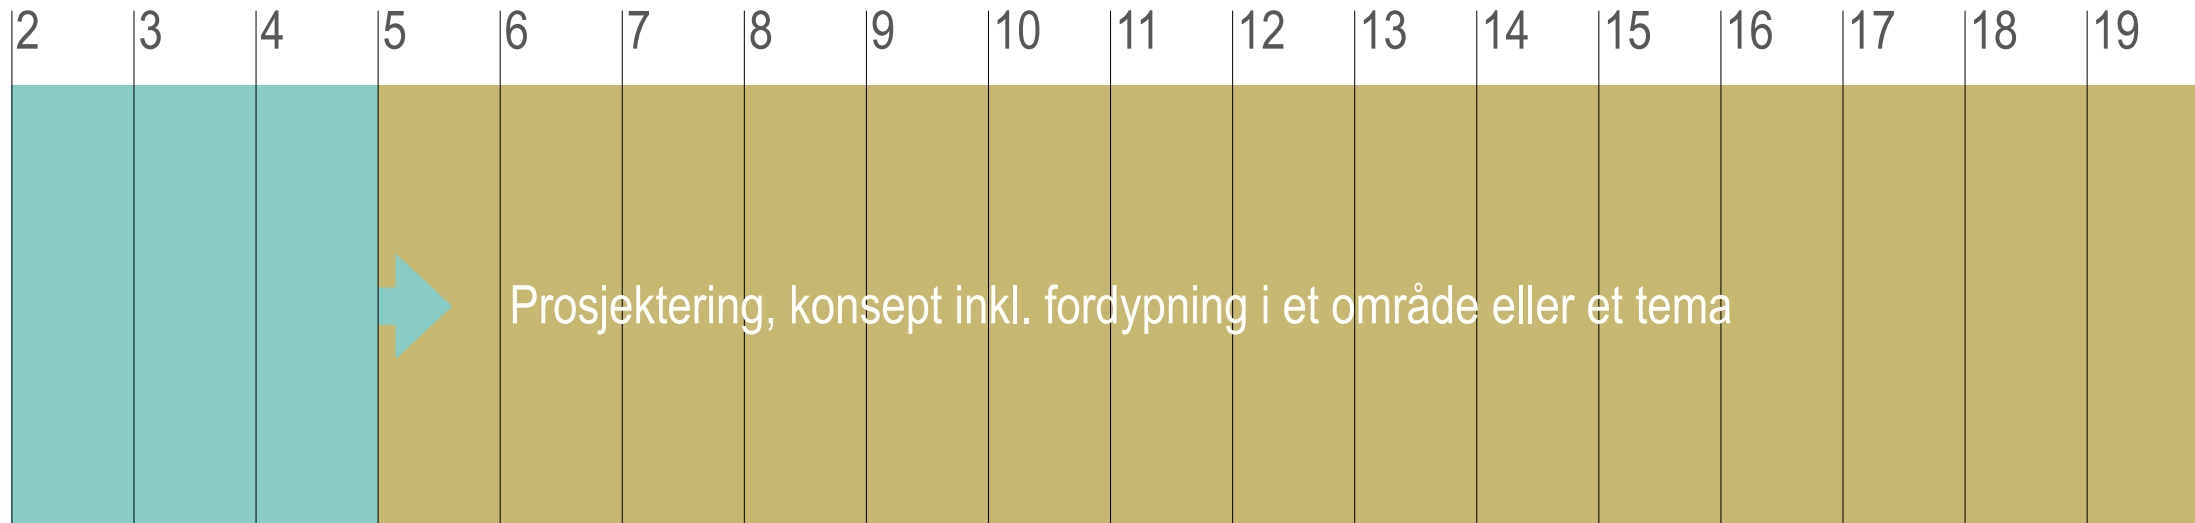 2 3 4 5 6 7 8 9 10 11 12 13 14 15 16 17 18 19
Prosjektering, konsept inkl. fordypning i et område eller et tema